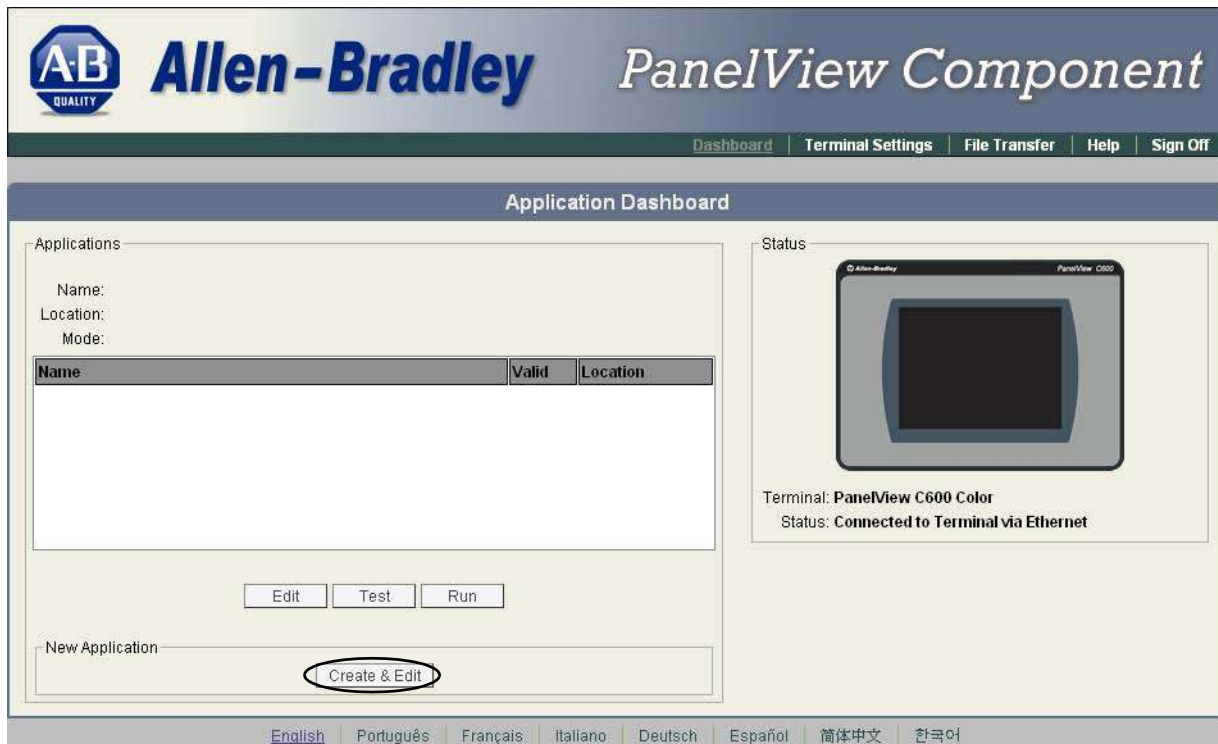 A-B
QUALITY
Allen-Bradley
PanelView Component
Dashboard | Terminal Settings | File Transfer | Help | Sign Off
Application Dashboard
Applications
Name:
Location:
Mode:
Name Valid Location
Edit Test Run
New Application
Create & Edit
Status
Allen-Bradley PanelView C600
Terminal: PanelView C600 Color
Status: Connected to Terminal via Ethernet
English | Português | Français | Italiano | Deutsch | Español | 简体中文 | 한국어